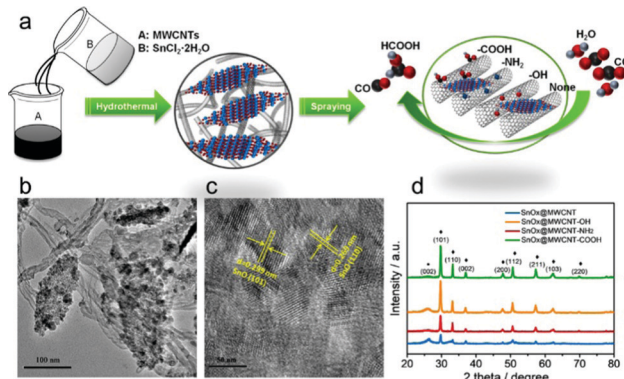 a
A: MWCNTs
B: SnCl2·2H2O
B
A
Hydrothermal
Spraying
HCOOH
CO
-COOH
-NH2
-OH
None
H2O
b
100 nm
c
SnO (101)
SnO (110)
d
SnOx@MWCNT
SnOx@MWCNT-OH
SnOx@MWCNT-NH2
SnOx@MWCNT-COOH
(002)
(101)
(110)
(002)
(200)
(112)
(211)
(103)
(220)
Intensity / a.u.
20 30 40 50 60 70 80
2 theta / degree